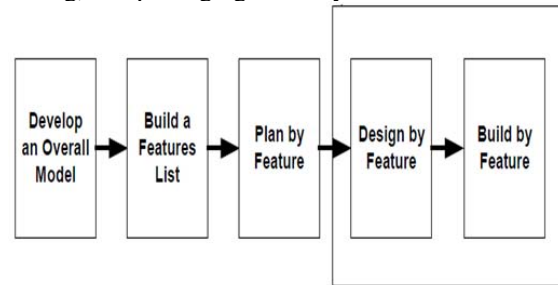 Develop
an Overall
Model
Build a
Features
List
Plan by
Feature
Design by
Feature
Build by
Feature